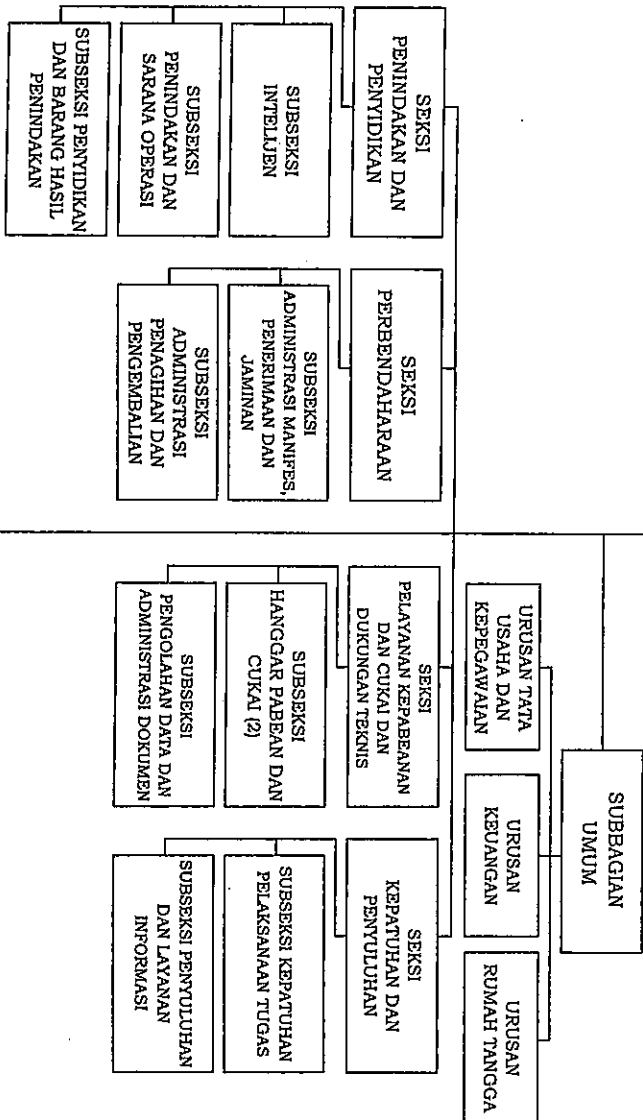 SUBBAGIAN
UMUM
URUSAN TATA
USAHA DAN
KEPEGAWAIAN
URUSAN
KEUANGAN
URUSAN
RUMAH TANGGA
SEKSI
PENINDAKAN DAN
PENYIDIKAN
SUBSEKSI
INTELIJEN
SUBSEKSI
PENINDAKAN DAN
SARANA OPERASI
SUBSEKSI PENYIDIKAN
DAN BARANG HASIL
PENINDAKAN
SEKSI
PERBENDAHARAAN
SUBSEKSI
ADMINISTRASI MANIFES,
PENERIMAAN DAN
JAMINAN
SUBSEKSI
ADMINISTRASI
PENAGIHAN DAN
PENGEMBALIAN
SEKSI
PELAYANAN KEPABEANAN
DAN CUKAI DAN
DUKUNGAN TEKNIS
SUBSEKSI
HANGGAR PABEAN DAN
CUKAI (2)
SUBSEKSI
PENGOLAHAN DATA DAN
ADMINISTRASI DOKUMEN
SEKSI
KEPATUHAN DAN
PENYULUHAN
SUBSEKSI KEPATUHAN
PELAKSANAAN TUGAS
SUBSEKSI PENYULUHAN
DAN LAYANAN
INFORMASI